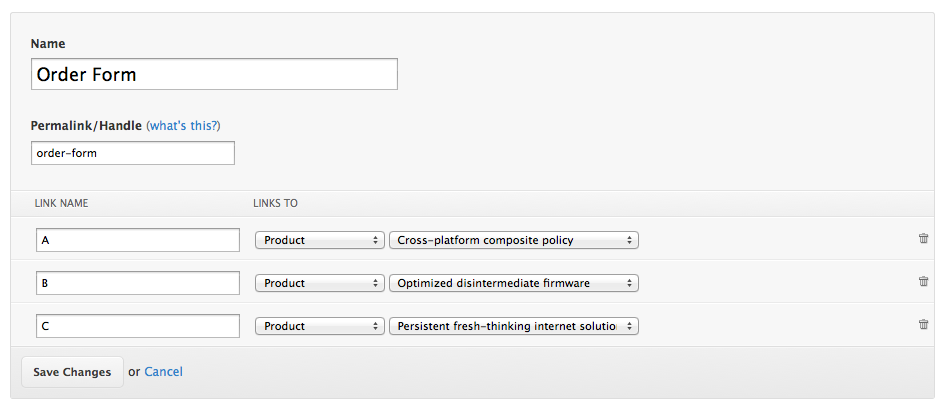 Name
Order Form
Permalink/Handle (what's this?)
order-form
LINK NAME LINKS TO
A Product Cross-platform composite policy
B Product Optimized disintermediate firmware
C Product Persistent fresh-thinking internet solutio
Save Changes or Cancel